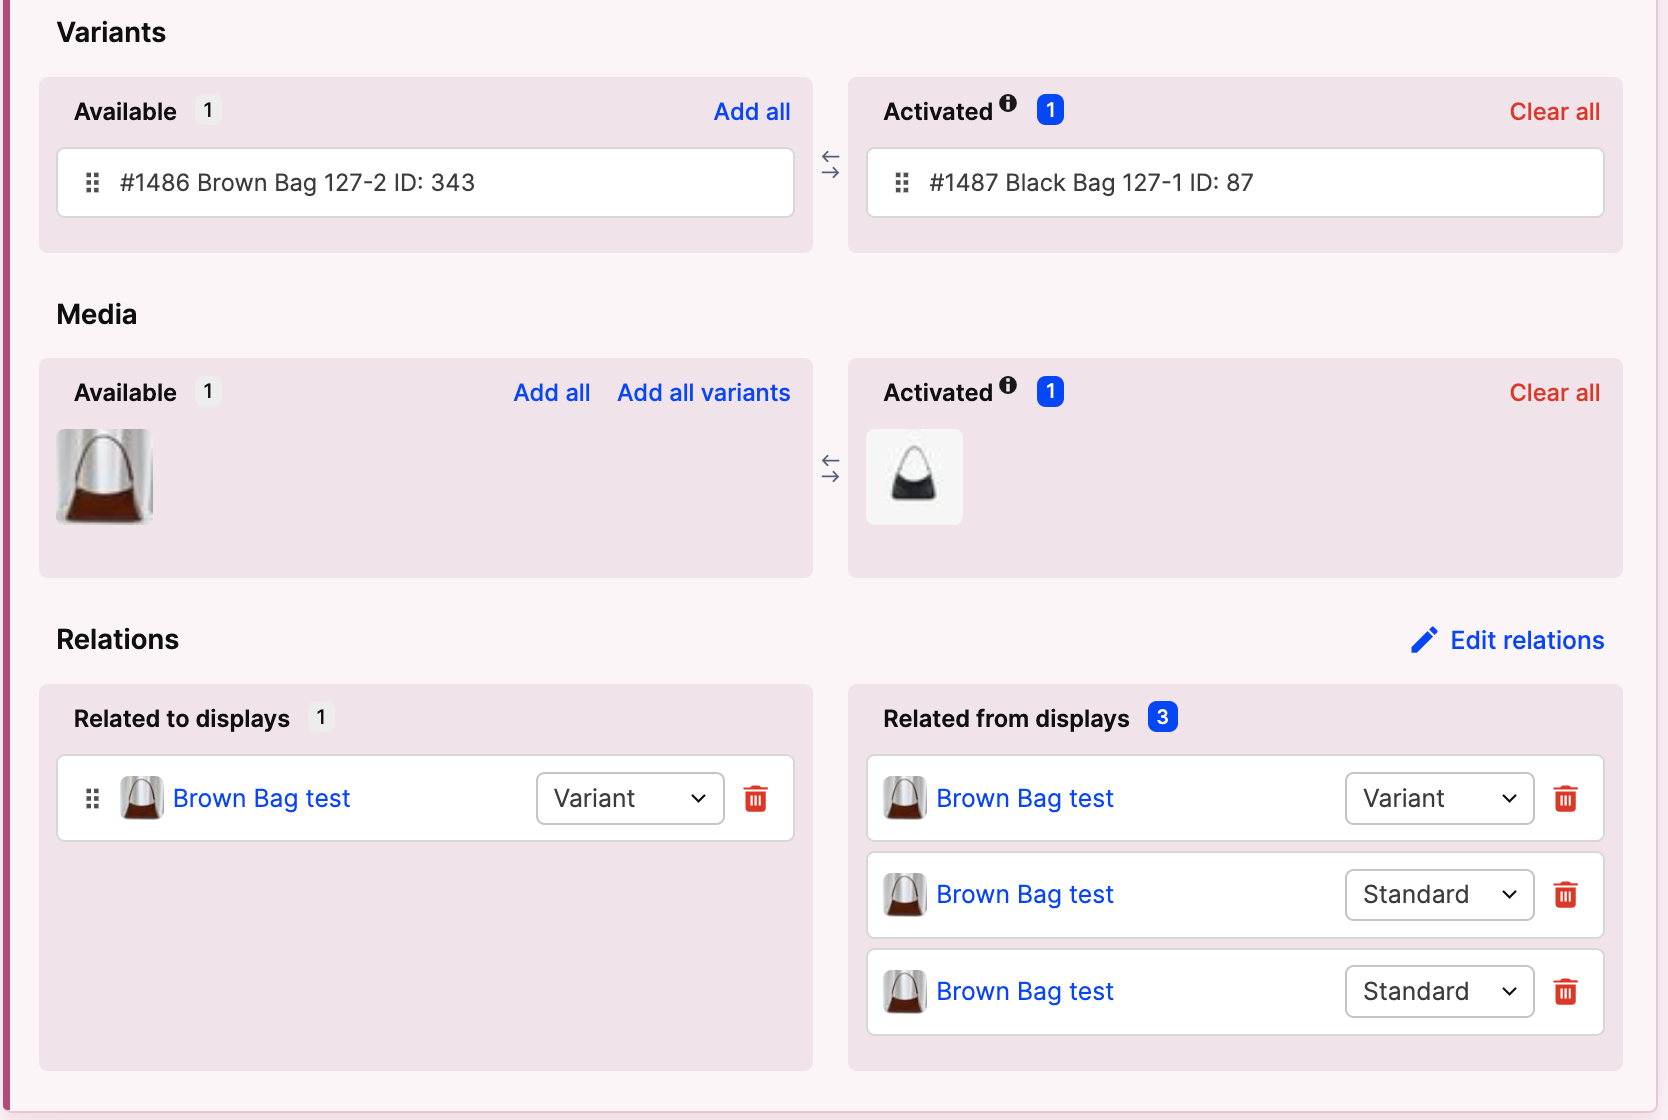 Variants
Available 1 Add all
Activated 1 Clear all
#1486 Brown Bag 127-2 ID: 343
#1487 Black Bag 127-1 ID: 87
Media
Available 1 Add all Add all variants
Activated 1 Clear all
Relations
Edit relations
Related to displays 1
Brown Bag test Variant
Related from displays 3
Brown Bag test Variant
Brown Bag test Standard
Brown Bag test Standard